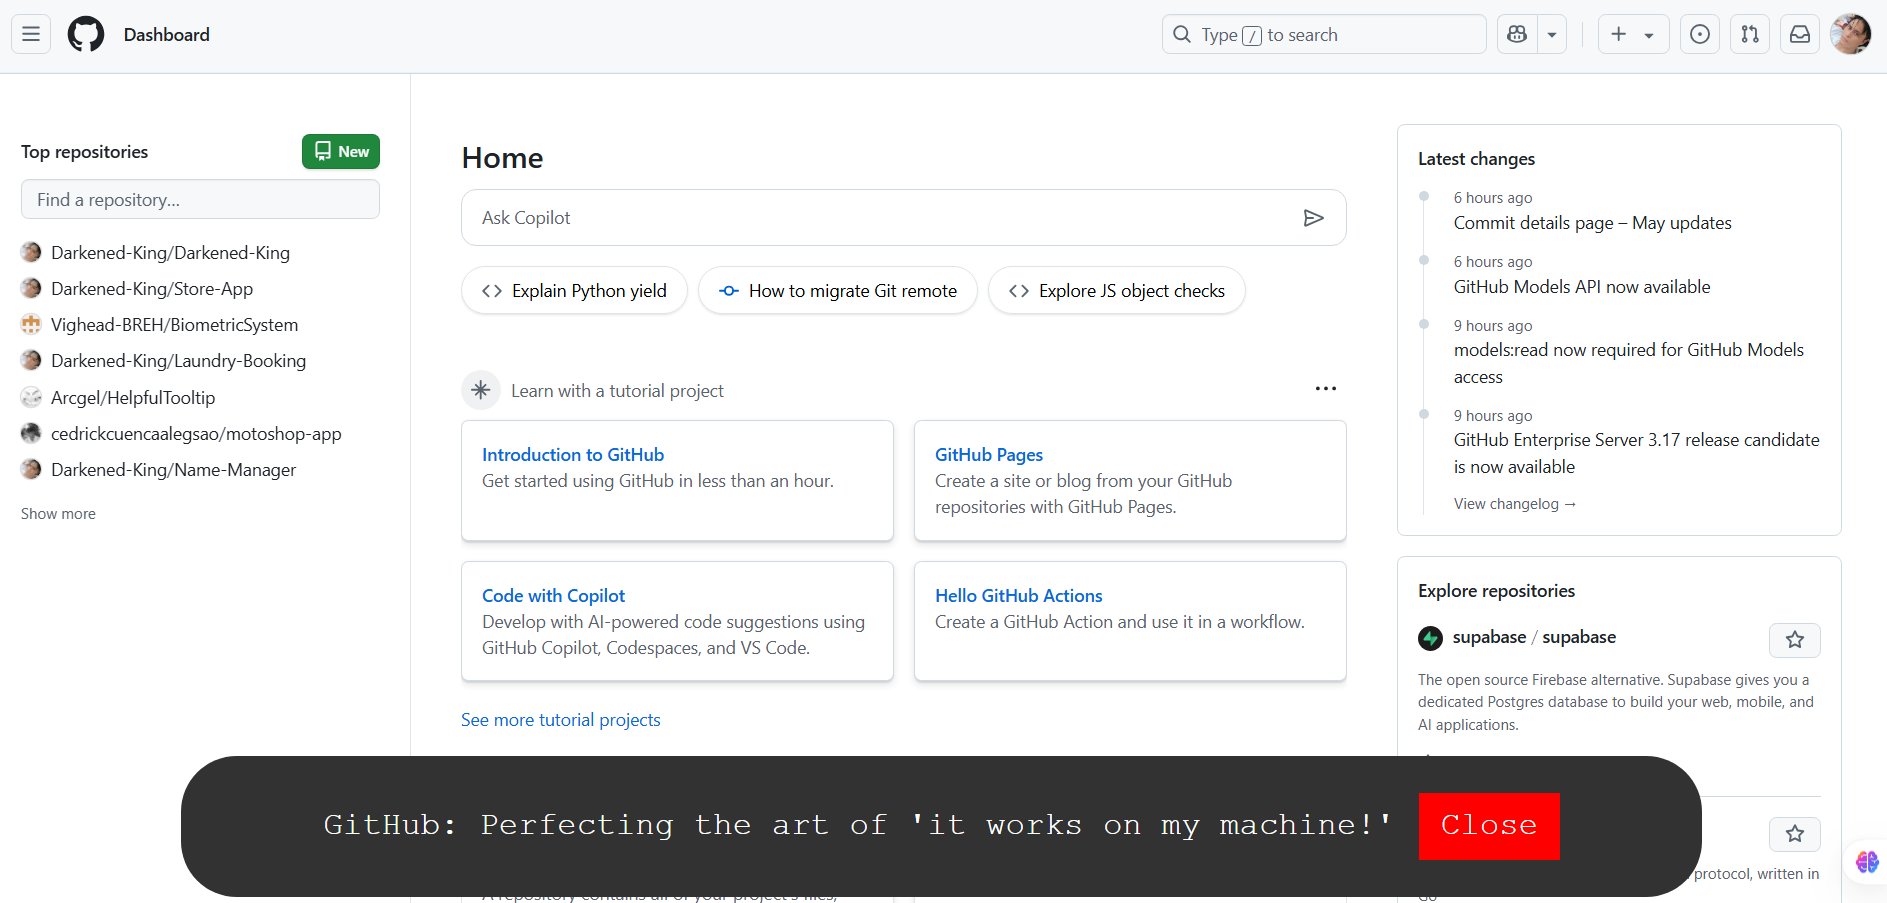 Dashboard
Type / to search
Top repositories
New
Find a repository...
Darkened-King/Darkened-King
Darkened-King/Store-App
Vighead-BREH/BiometricSystem
Darkened-King/Laundry-Booking
Arcgel/HelpfulTooltip
cedrickcuencaalegsao/motoshop-app
Darkened-King/Name-Manager
Show more
Home
Ask Copilot
Explain Python yield
How to migrate Git remote
Explore JS object checks
Learn with a tutorial project
Introduction to GitHub
Get started using GitHub in less than an hour.
GitHub Pages
Create a site or blog from your GitHub
repositories with GitHub Pages.
Code with Copilot
Develop with AI-powered code suggestions using
GitHub Copilot, Codespaces, and VS Code.
Hello GitHub Actions
Create a GitHub Action and use it in a workflow.
See more tutorial projects
Latest changes
6 hours ago
Commit details page – May updates
6 hours ago
GitHub Models API now available
9 hours ago
models:read now required for GitHub Models
access
9 hours ago
GitHub Enterprise Server 3.17 release candidate
is now available
View changelog →
Explore repositories
supabase / supabase
The open source Firebase alternative. Supabase gives you a
dedicated Postgres database to build your web, mobile, and
AI applications.
protocol, written in
Go
GitHub: Perfecting the art of 'it works on my machine!'
Close
A repository contains all of your project's files,